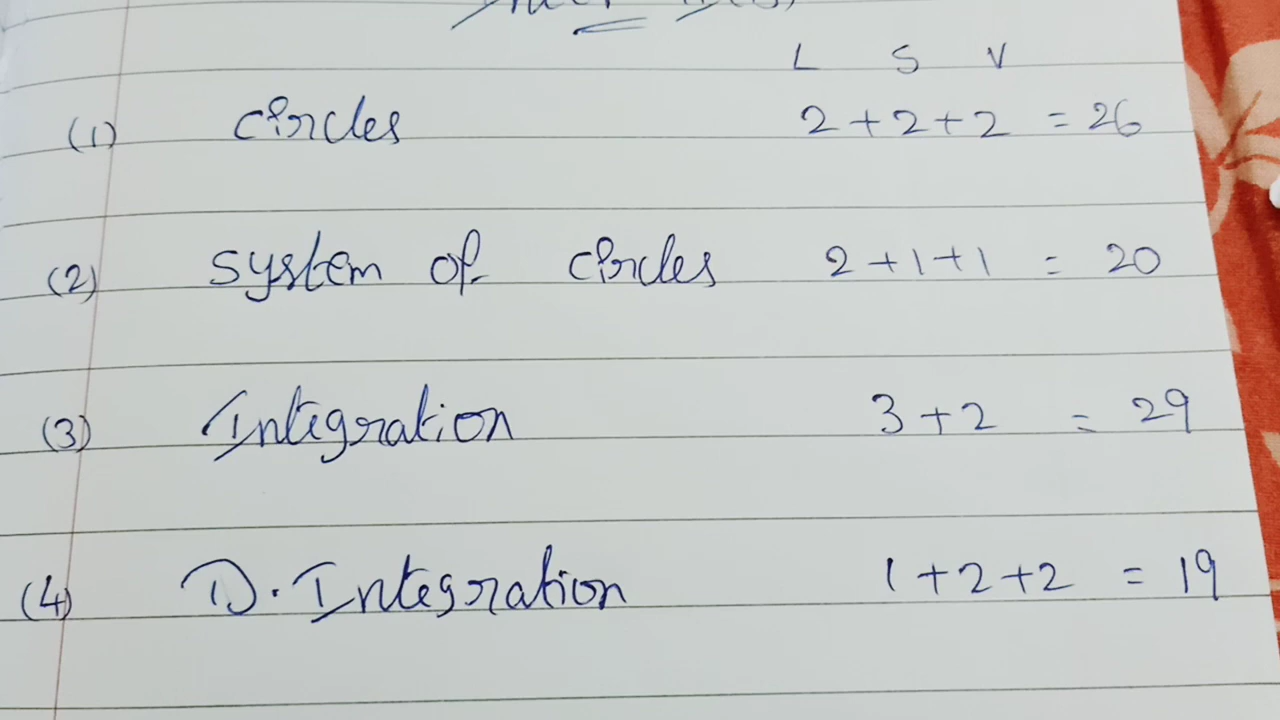 L S V
(1) Circles 2+2+2 = 26
(2) System of Circles 2+1+1 = 20
(3) Integration 3+2 = 29
(4) D. Integration 1+2+2 = 19